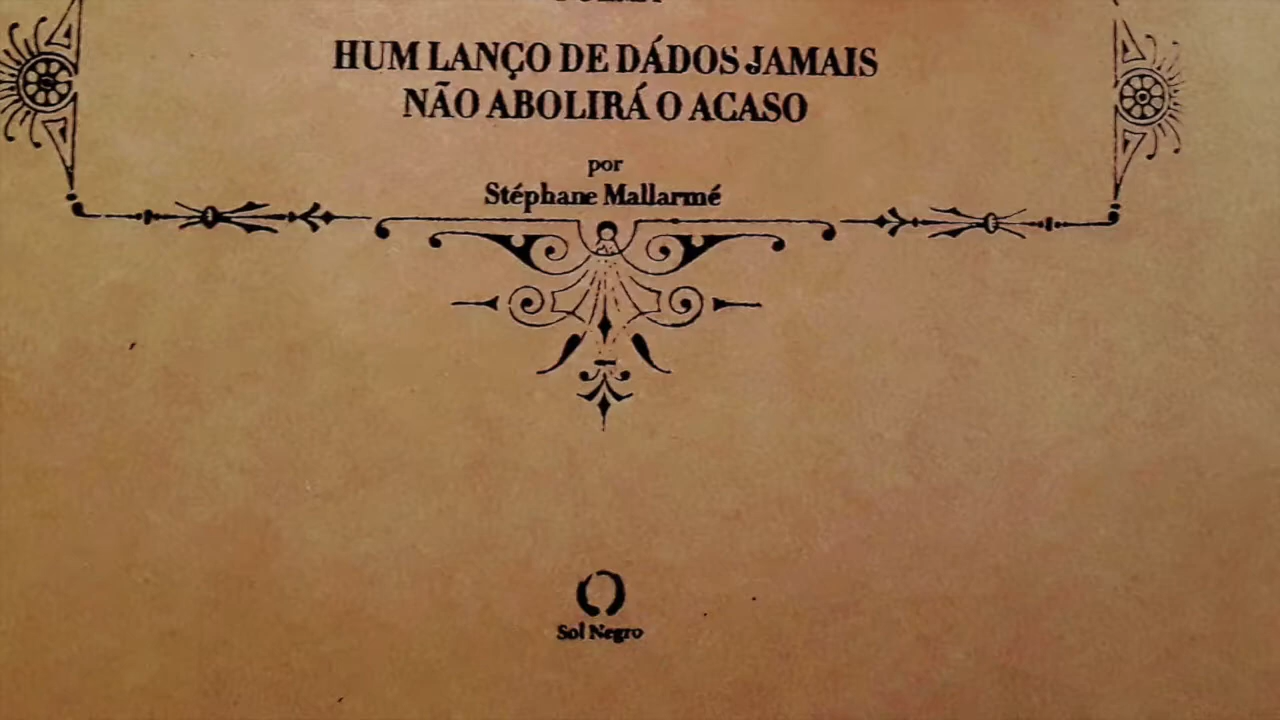 HUM LANÇO DE DÁDOS JAMAIS
NÃO ABOLIRÁ O ACASO
por
Stéphane Mallarmé
Sol Negro